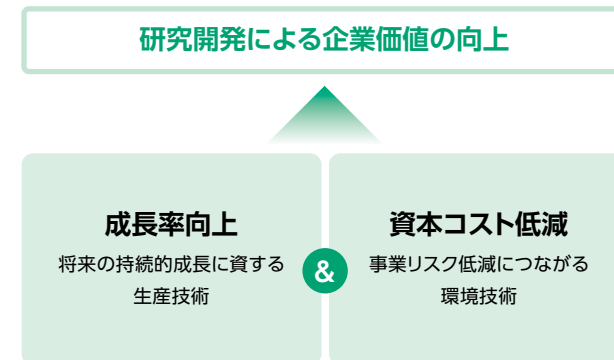 研究開発による企業価値の向上
成長率向上
将来の持続的成長に資する
生産技術
&
資本コスト低減
事業リスク低減につながる
環境技術